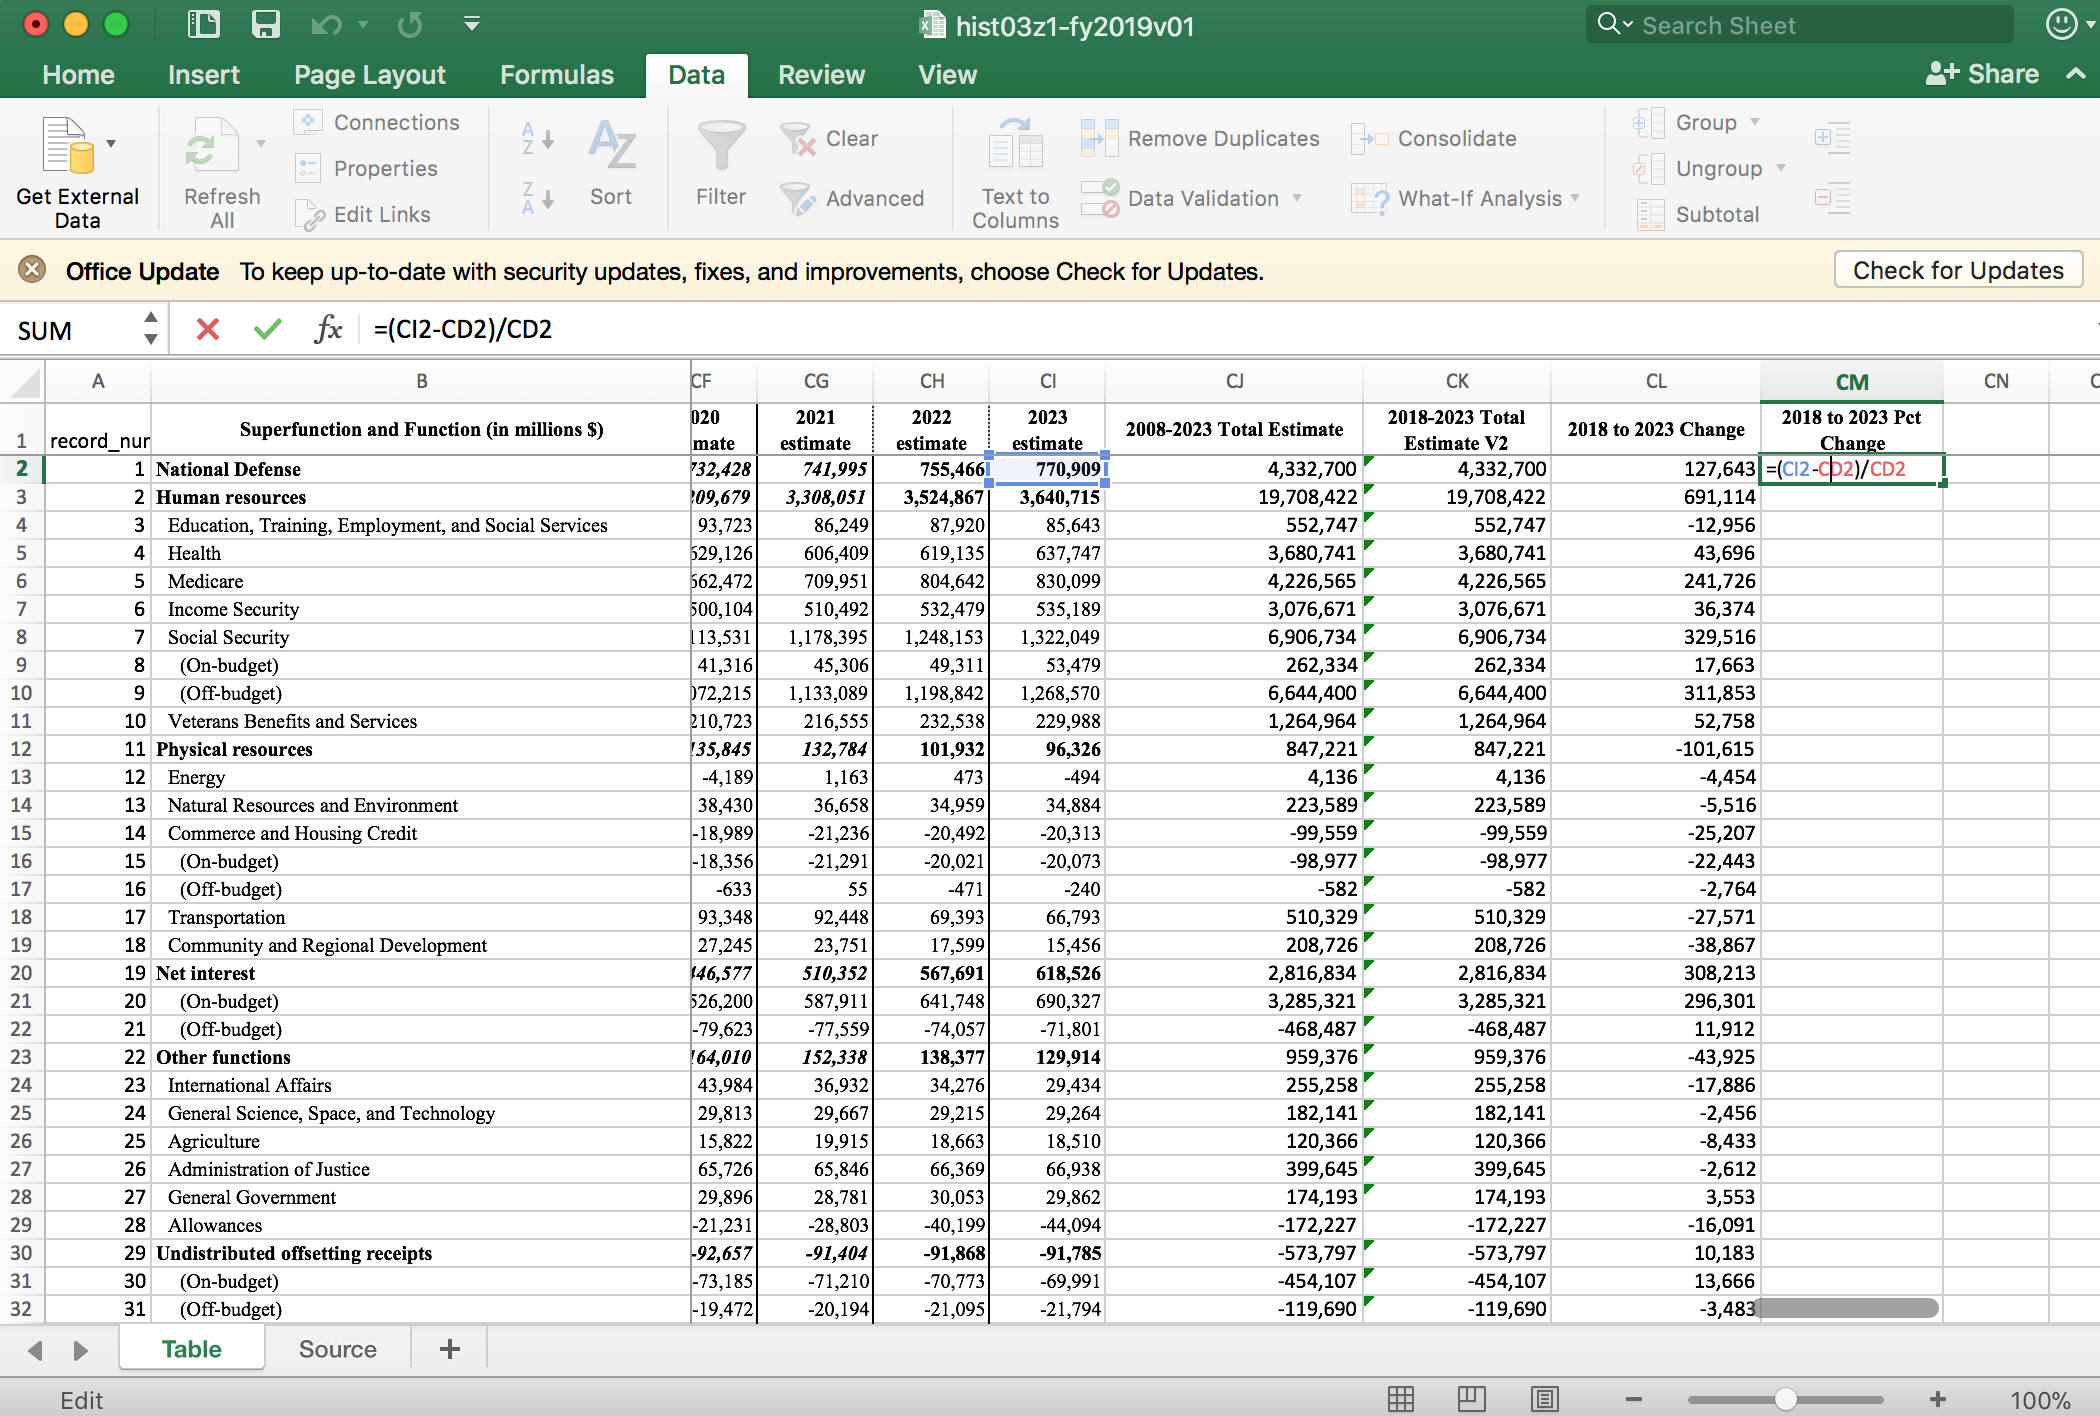 hist03z1-fy2019v01
Search Sheet
Home Insert Page Layout Formulas Data Review View Share
Get External Data
Refresh All
Connections
Properties
Edit Links
A Z
Z A
Sort
Filter
Clear
Advanced
Text to Columns
Remove Duplicates
Data Validation
Consolidate
What-If Analysis
Group
Ungroup
Subtotal
Office Update To keep up-to-date with security updates, fixes, and improvements, choose Check for Updates. Check for Updates
SUM fx =(CI2-CD2)/CD2
A B CF CG CH CI CJ CK CL CM CN
1 record_nur Superfunction and Function (in millions $) 020 mate 2021 estimate 2022 estimate 2023 estimate 2008-2023 Total Estimate 2018-2023 Total Estimate V2 2018 to 2023 Change 2018 to 2023 Pct Change
2 1 National Defense 732,428 741,995 755,466 770,909 4,332,700 4,332,700 127,643 =(CI2-CD2)/CD2
3 2 Human resources 09,679 3,308,051 3,524,867 3,640,715 19,708,422 19,708,422 691,114
4 3 Education, Training, Employment, and Social Services 93,723 86,249 87,920 85,643 552,747 552,747 -12,956
5 4 Health 629,126 606,409 619,135 637,747 3,680,741 3,680,741 43,696
6 5 Medicare 662,472 709,951 804,642 830,099 4,226,565 4,226,565 241,726
7 6 Income Security 500,104 510,492 532,479 535,189 3,076,671 3,076,671 36,374
8 7 Social Security 113,531 1,178,395 1,248,153 1,322,049 6,906,734 6,906,734 329,516
9 8 (On-budget) 41,316 45,306 49,311 53,479 262,334 262,334 17,663
10 9 (Off-budget) 072,215 1,133,089 1,198,842 1,268,570 6,644,400 6,644,400 311,853
11 10 Veterans Benefits and Services 210,723 216,555 232,538 229,988 1,264,964 1,264,964 52,758
12 11 Physical resources 135,845 132,784 101,932 96,326 847,221 847,221 -101,615
13 12 Energy -4,189 1,163 473 -494 4,136 4,136 -4,454
14 13 Natural Resources and Environment 38,430 36,658 34,959 34,884 223,589 223,589 -5,516
15 14 Commerce and Housing Credit -18,989 -21,236 -20,492 -20,313 -99,559 -99,559 -25,207
16 15 (On-budget) -18,356 -21,291 -20,021 -20,073 -98,977 -98,977 -22,443
17 16 (Off-budget) -633 55 -471 -240 -582 -582 -2,764
18 17 Transportation 93,348 92,448 69,393 66,793 510,329 510,329 -27,571
19 18 Community and Regional Development 27,245 23,751 17,599 15,456 208,726 208,726 -38,867
20 19 Net interest 446,577 510,352 567,691 618,526 2,816,834 2,816,834 308,213
21 20 (On-budget) 526,200 587,911 641,748 690,327 3,285,321 3,285,321 296,301
22 21 (Off-budget) -79,623 -77,559 -74,057 -71,801 -468,487 -468,487 11,912
23 22 Other functions 164,010 152,338 138,377 129,914 959,376 959,376 -43,925
24 23 International Affairs 43,984 36,932 34,276 29,434 255,258 255,258 -17,886
25 24 General Science, Space, and Technology 29,813 29,667 29,215 29,264 182,141 182,141 -2,456
26 25 Agriculture 15,822 19,915 18,663 18,510 120,366 120,366 -8,433
27 26 Administration of Justice 65,726 65,846 66,369 66,938 399,645 399,645 -2,612
28 27 General Government 29,896 28,781 30,053 29,862 174,193 174,193 3,553
29 28 Allowances -21,231 -28,803 -40,199 -44,094 -172,227 -172,227 -16,091
30 29 Undistributed offsetting receipts -92,657 -91,404 -91,868 -91,785 -573,797 -573,797 10,183
31 30 (On-budget) -73,185 -71,210 -70,773 -69,991 -454,107 -454,107 13,666
32 31 (Off-budget) -19,472 -20,194 -21,095 -21,794 -119,690 -119,690 -3,483
Table Source +
Edit 100%